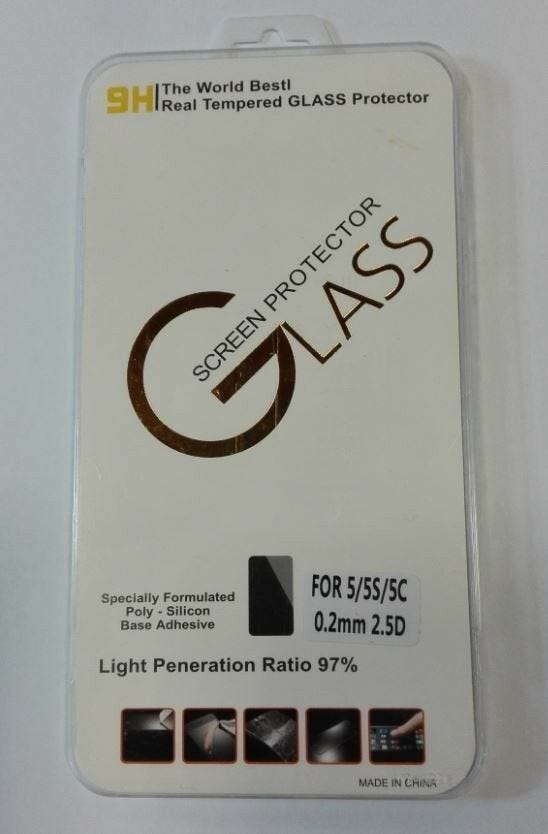 9H The World Bestl
Real Tempered GLASS Protector
SCREEN PROTECTOR
GLASS
Specially Formulated
Poly - Silicon
Base Adhesive
FOR 5/5S/5C
0.2mm 2.5D
Light Peneration Ratio 97%
MADE IN CHINA